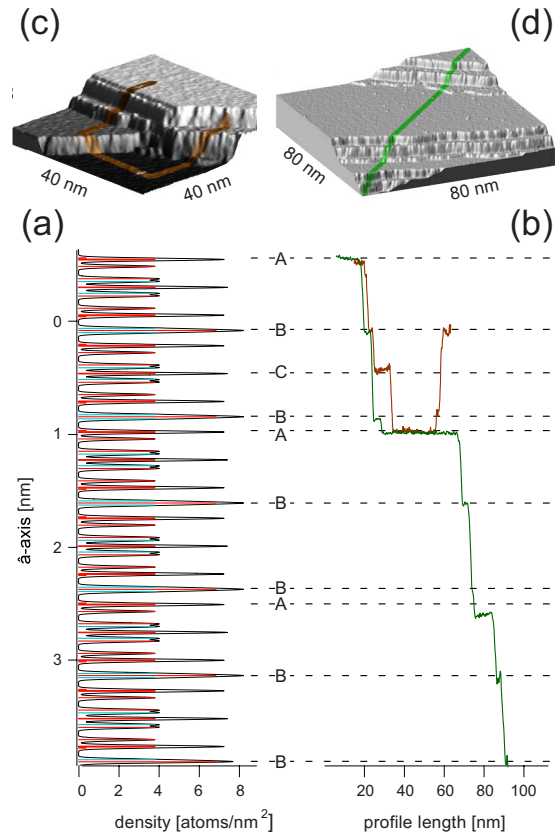 (c)
(d)
40 nm
40 nm
80 nm
80 nm
(a)
(b)
A
B
C
B
A
B
B
A
B
B
0
1
2
3
â-axis [nm]
0 2 4 6 8
density [atoms/nm²]
20 40 60 80 100
profile length [nm]